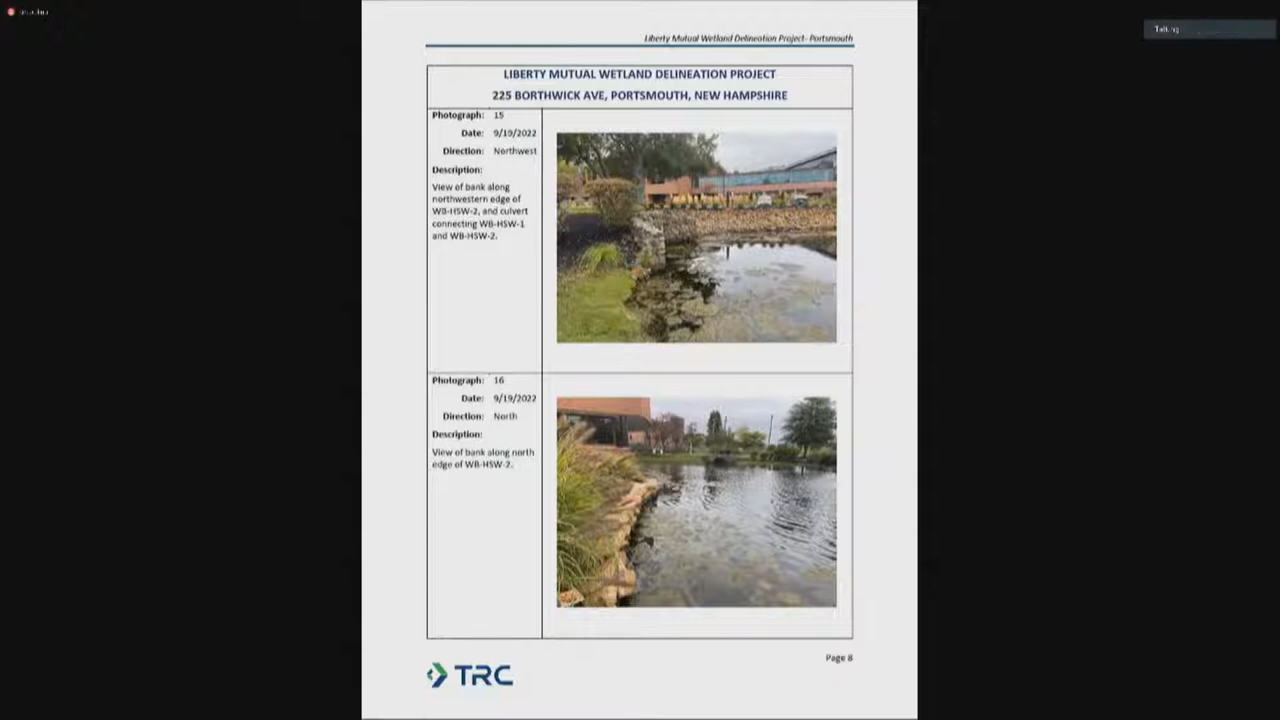 Liberty Mutual Wetland Delineation Project- Portsmouth
LIBERTY MUTUAL WETLAND DELINEATION PROJECT
225 BORTHWICK AVE, PORTSMOUTH, NEW HAMPSHIRE
Photograph: 15
Date: 9/19/2022
Direction: Northwest
Description:
View of bank along
northwestern edge of
WB-HSW-2, and culvert
connecting WB-HSW-1
and WB-HSW-2.
Photograph: 16
Date: 9/19/2022
Direction: North
Description:
View of bank along north
edge of WB-HSW-2.
Page 8
TRC